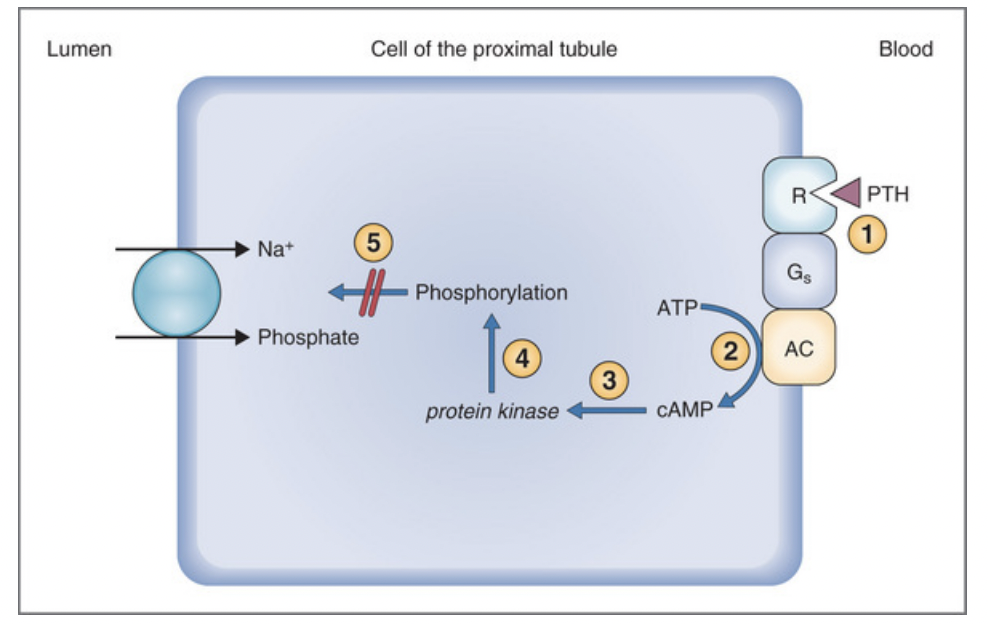 Lumen
Cell of the proximal tubule
Blood
R
PTH
1
Na⁺
5
Gₛ
Phosphorylation
ATP
Phosphate
4
2
AC
3
protein kinase
cAMP